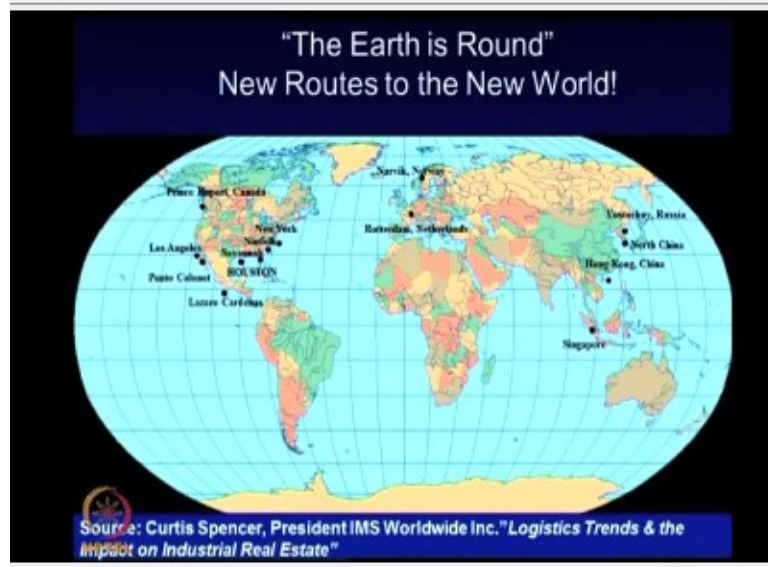 “The Earth is Round”
New Routes to the New World!
Narvik, Norway
Prince Rupert, Canada
Vostochny, Russia
New York
Rotterdam, Netherlands
Norfolk
North China
Los Angeles
Savannah
Hong Kong, China
HOUSTON
Punto Colonet
Lazaro Cardenas
Singapore
Source: Curtis Spencer, President IMS Worldwide Inc."Logistics Trends & the
Impact on Industrial Real Estate"
NPTEL